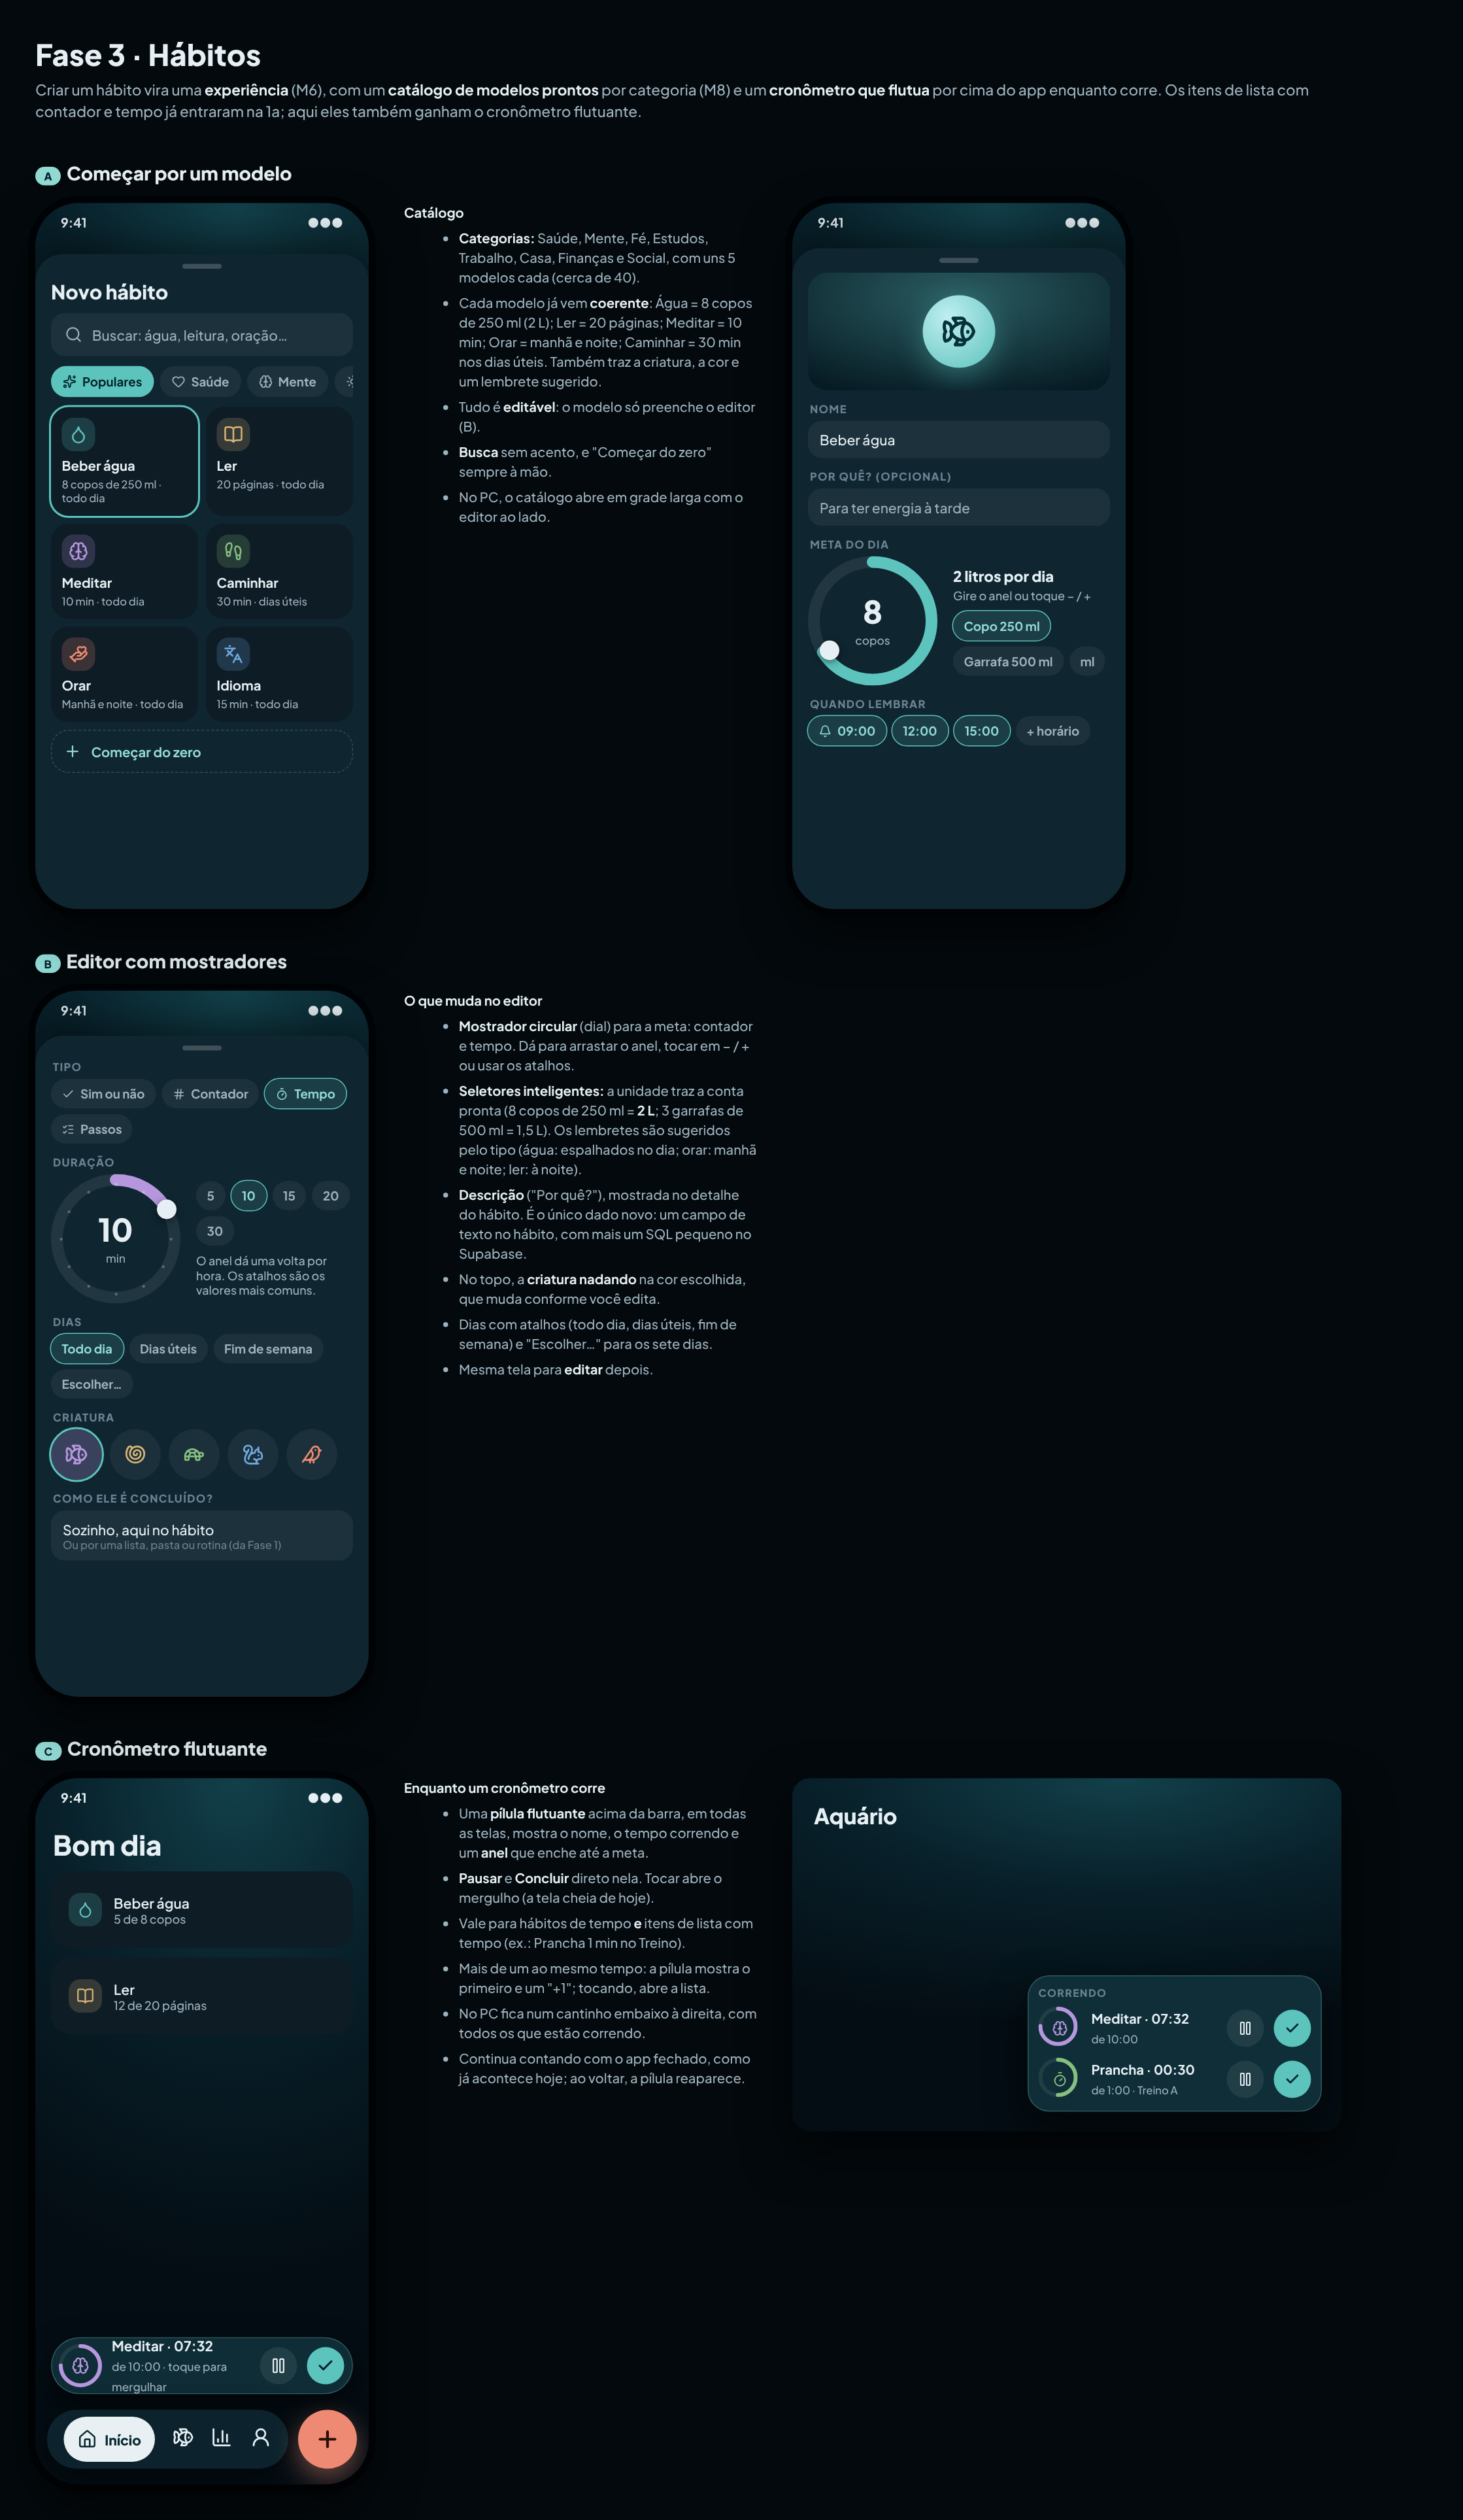 Fase 3 · Hábitos
Criar um hábito vira uma experiência (M6), com um catálogo de modelos prontos por categoria (M8) e um cronômetro que flutua por cima do app enquanto corre. Os itens de lista com
contador e tempo já entraram na 1a; aqui eles também ganham o cronômetro flutuante.
A Começar por um modelo
9:41
Novo hábito
Buscar: água, leitura, oração…
Populares
Saúde
Mente
Beber água
8 copos de 250 ml ·
todo dia
Ler
20 páginas · todo dia
Meditar
10 min · todo dia
Caminhar
30 min · dias úteis
Orar
Manhã e noite · todo dia
Idioma
15 min · todo dia
Começar do zero
Catálogo
• Categorias: Saúde, Mente, Fé, Estudos,
Trabalho, Casa, Finanças e Social, com uns 5
modelos cada (cerca de 40).
• Cada modelo já vem coerente: Água = 8 copos
de 250 ml (2 L); Ler = 20 páginas; Meditar = 10
min; Orar = manhã e noite; Caminhar = 30 min
nos dias úteis. Também traz a criatura, a cor e
um lembrete sugerido.
• Tudo é editável: o modelo só preenche o editor
(B).
• Busca sem acento, e "Começar do zero"
sempre à mão.
• No PC, o catálogo abre em grade larga com o
editor ao lado.
9:41
NOME
Beber água
POR QUÊ? (OPCIONAL)
Para ter energia à tarde
META DO DIA
8
copos
2 litros por dia
Gire o anel ou toque − / +
Copo 250 ml
Garrafa 500 ml
ml
QUANDO LEMBRAR
09:00
12:00
15:00
+ horário
B Editor com mostradores
9:41
TIPO
Sim ou não
Contador
Tempo
Passos
DURAÇÃO
10
min
5
10
15
20
30
O anel dá uma volta por
hora. Os atalhos são os
valores mais comuns.
DIAS
Todo dia
Dias úteis
Fim de semana
Escolher…
CRIATURA
COMO ELE É CONCLUÍDO?
Sozinho, aqui no hábito
Ou por uma lista, pasta ou rotina (da Fase 1)
O que muda no editor
• Mostrador circular (dial) para a meta: contador
e tempo. Dá para arrastar o anel, tocar em − / +
ou usar os atalhos.
• Seletores inteligentes: a unidade traz a conta
pronta (8 copos de 250 ml = 2 L; 3 garrafas de
500 ml = 1,5 L). Os lembretes são sugeridos
pelo tipo (água: espalhados no dia; orar: manhã
e noite; ler: à noite).
• Descrição ("Por quê?"), mostrada no detalhe
do hábito. É o único dado novo: um campo de
texto no hábito, com mais um SQL pequeno no
Supabase.
• No topo, a criatura nadando na cor escolhida,
que muda conforme você edita.
• Dias com atalhos (todo dia, dias úteis, fim de
semana) e "Escolher…" para os sete dias.
• Mesma tela para editar depois.
C Cronômetro flutuante
9:41
Bom dia
Beber água
5 de 8 copos
Ler
12 de 20 páginas
Meditar · 07:32
de 10:00 · toque para
mergulhar
Início
Enquanto um cronômetro corre
• Uma pílula flutuante acima da barra, em todas
as telas, mostra o nome, o tempo correndo e
um anel que enche até a meta.
• Pausar e Concluir direto nela. Tocar abre o
mergulho (a tela cheia de hoje).
• Vale para hábitos de tempo e itens de lista com
tempo (ex.: Prancha 1 min no Treino).
• Mais de um ao mesmo tempo: a pílula mostra o
primeiro e um "+1"; tocando, abre a lista.
• No PC fica num cantinho embaixo à direita, com
todos os que estão correndo.
• Continua contando com o app fechado, como
já acontece hoje; ao voltar, a pílula reaparece.
Aquário
CORRENDO
Meditar · 07:32
de 10:00
Prancha · 00:30
de 1:00 · Treino A